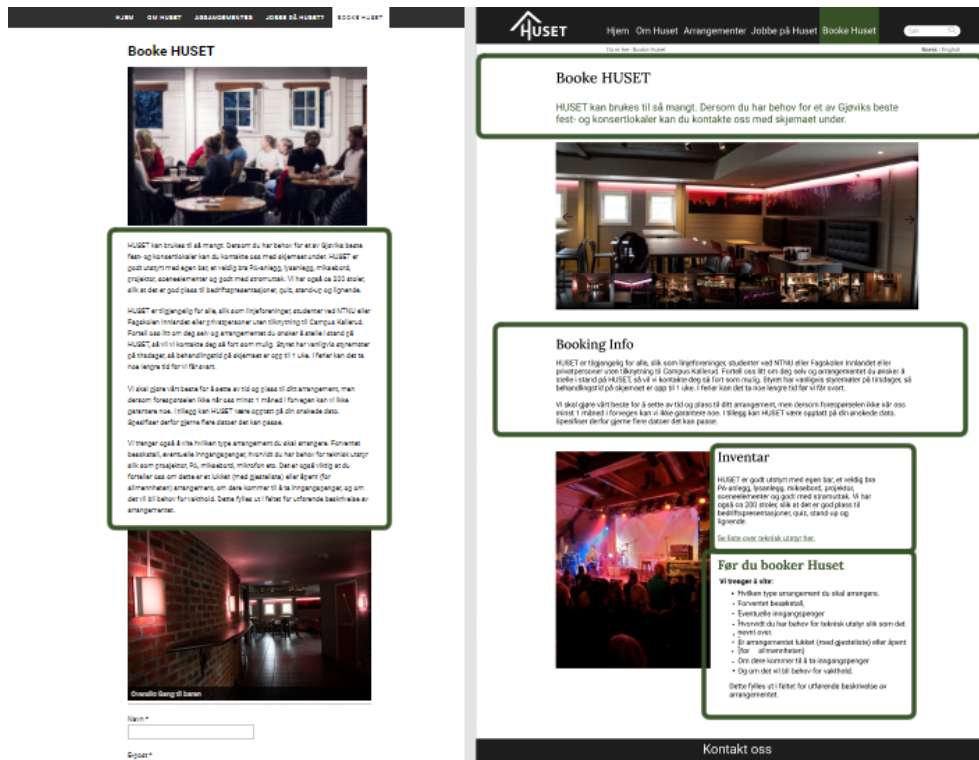 HJEM OM HUSET ARRANGEMENTER JOBBE PÅ HUSET? BOOKE HUSET
Booke HUSET
HUSET kan brukes til så mangt. Dersom du har behov for et av Gjøviks beste
fest- og konsertlokaler kan du kontakte oss med skjemaet under. HUSET er
godt utstyrt med egen bar, et veldig bra PA-anlegg, lysanlegg, miksebord,
projektor, sceneelementer og godt med strømuttak. Vi har også ca 200 stoler,
slik at det er god plass til bedriftspresentasjoner, quiz, stand-up og lignende.
HUSET er tilgjengelig for alle, slik som linjeforeninger, studenter ved NTNU eller
Fagskolen Innlandet eller privatpersoner uten tilknytning til Campus Kallerud.
Fortell oss litt om deg selv og arrangementet du ønsker å stelle i stand på
HUSET, så vil vi kontakte deg så fort som mulig. Styret har vanligvis styremøter
på tirsdager, så behandlingstid på skjemaet er opp til 1 uke. I ferier kan det ta
noe lengre tid før vi får svart.
Vi skal gjøre vårt beste for å sette av tid og plass til ditt arrangement, men
dersom forespørselen ikke når oss minst 1 måned i forvegen kan vi ikke
garantere noe. I tillegg kan HUSET være opptatt på din ønskede dato.
Spesifiser derfor gjerne flere datoer det kan passe.
Vi trenger også å vite hvilken type arrangement du skal arrangere. Forventet
besøkstall, eventuelle inngangspenger, hvorvidt du har behov for teknisk utstyr
slik som prosjektor, PA, miksebord, mikrofon etc. Det er også viktig at du
forteller oss om dette er et lukket (med gjesteliste) eller åpent (for
allmennheten) arrangement, om dere kommer til å ta inngangspenger, og om
det vil bli behov for vakthold. Dette fylles ut i feltet for utførende beskrivelse av
arrangementet.
Oversikt Gang til baren
Navn *
E-post *
HUSET
Hjem Om Huset Arrangementer Jobbe på Huset Booke Huset
Søk
Du er her: Booke Huset
Norsk | English
Booke HUSET
HUSET kan brukes til så mangt. Dersom du har behov for et av Gjøviks beste
fest- og konsertlokaler kan du kontakte oss med skjemaet under.
Booking Info
HUSET er tilgjengelig for alle, slik som linjeforeninger, studenter ved NTNU eller Fagskolen Innlandet eller
privatpersoner uten tilknytning til Campus Kallerud. Fortell oss litt om deg selv og arrangementet du ønsker å
stelle i stand på HUSET, så vil vi kontakte deg så fort som mulig. Styret har vanligvis styremøter på tirsdager, så
behandlingstid på skjemaet er opp til 1 uke. I ferier kan det ta noe lengre tid før vi får svart.
Vi skal gjøre vårt beste for å sette av tid og plass til ditt arrangement, men dersom forespørselen ikke når oss
minst 1 måned i forvegen kan vi ikke garantere noe. I tillegg kan HUSET være opptatt på din ønskede dato.
Spesifiser derfor gjerne flere datoer det kan passe.
Inventar
HUSET er godt utstyrt med egen bar, et veldig bra
PA-anlegg, lysanlegg, miksebord, projektor,
sceneelementer og godt med strømuttak. Vi har
også ca 200 stoler, slik at det er god plass til
bedriftspresentasjoner, quiz, stand-up og
lignende.
Se liste over teknisk utstyr her.
Før du booker Huset
Vi trenger å vite:
• Hvilken type arrangement du skal arrangere.
• Forventet besøkstall,
• Eventuelle inngangspenger
• Hvorvidt du har behov for teknisk utstyr slik som det
nevnt over.
• Er arrangementet lukket (med gjesteliste) eller åpent
• (for allmennheten)
• Om dere kommer til å ta inngangspenger
• Og om det vil bli behov for vakthold.
Dette fylles ut i feltet for utførende beskrivelse av
arrangementet.
Kontakt oss